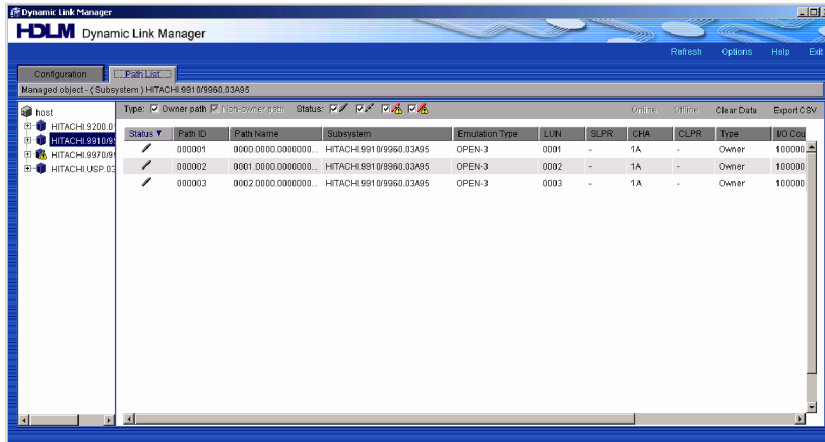 Dynamic Link Manager
HDLM Dynamic Link Manager
Refresh Options Help Exit
Configuration Path List
Managed object - ( Subsystem ) HITACHI.9910/9960.03A95
host
HITACHI.9200.0
HITACHI.9910/9
HITACHI.9970/9
HITACHI.USP.03
Type: Owner path Non-owner path Status: Online Offline Clear Data Export CSV
Status Path ID Path Name Subsystem Emulation Type LUN SLPR CHA CLPR Type I/O Cou
000001 0000.0000.0000000... HITACHI.9910/9960.03A95 OPEN-3 0001 - 1A - Owner 100000
000002 0001.0000.0000000... HITACHI.9910/9960.03A95 OPEN-3 0002 - 1A - Owner 100000
000003 0002.0000.0000000... HITACHI.9910/9960.03A95 OPEN-3 0003 - 1A - Owner 100000